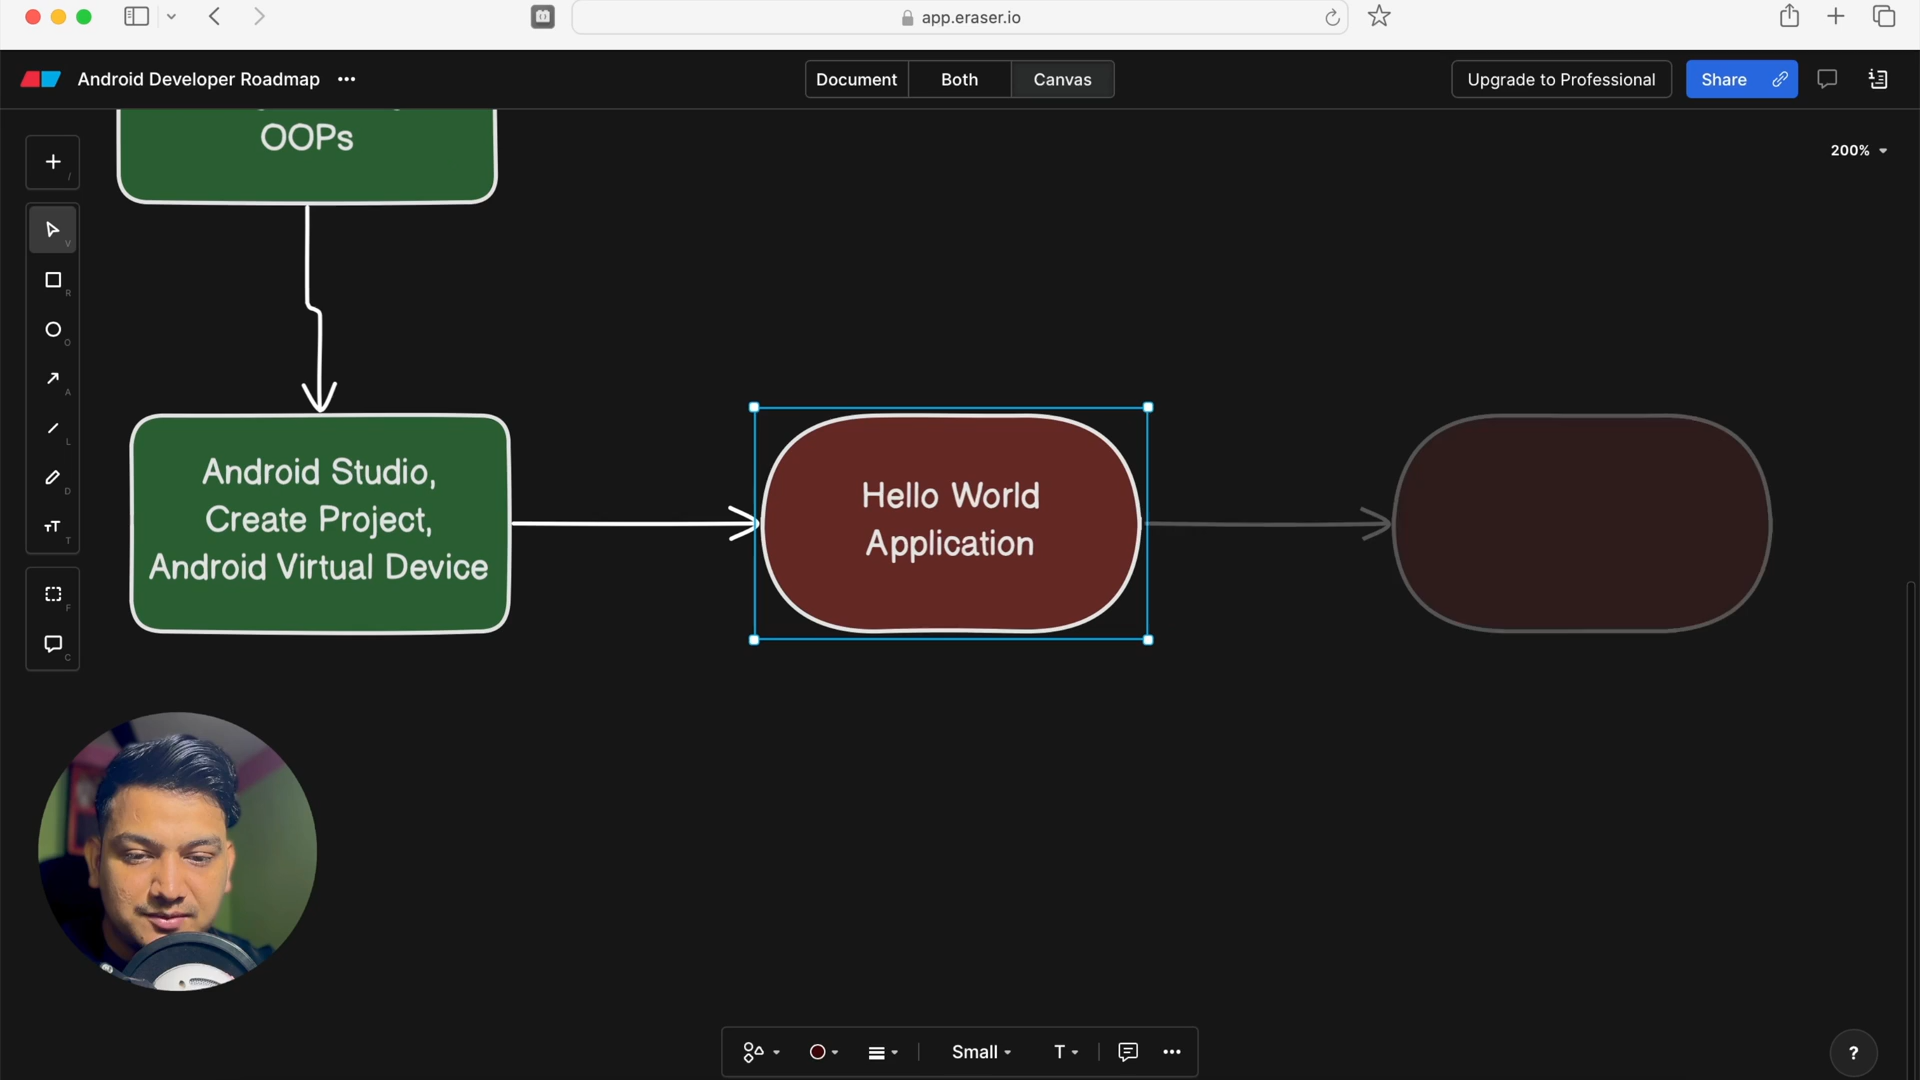 app.eraser.io
Android Developer Roadmap
Document
Both
Canvas
Upgrade to Professional
Share
200%
OOPs
/
V
R
O
A
L
D
T
F
C
Android Studio,
Create Project,
Android Virtual Device
Hello World
Application
Small
T
?